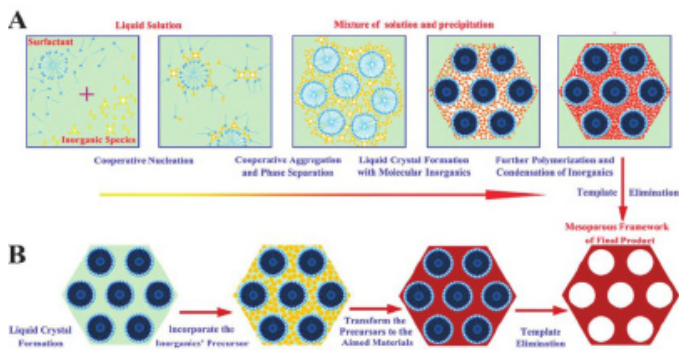 A
Liquid Solution
Mixture of solution and precipitation
Surfactant
Inorganic Species
Cooperative Nucleation
Cooperative Aggregation
and Phase Separation
Liquid Crystal Formation
with Molecular Inorganics
Further Polymerization and
Condensation of Inorganics
Template Elimination
Mesoporous Framework
of Final Product
B
Liquid Crystal
Formation
Incorporate the
Inorganics' Precursor
Transform the
Precursors to the
Aimed Materials
Template
Elimination